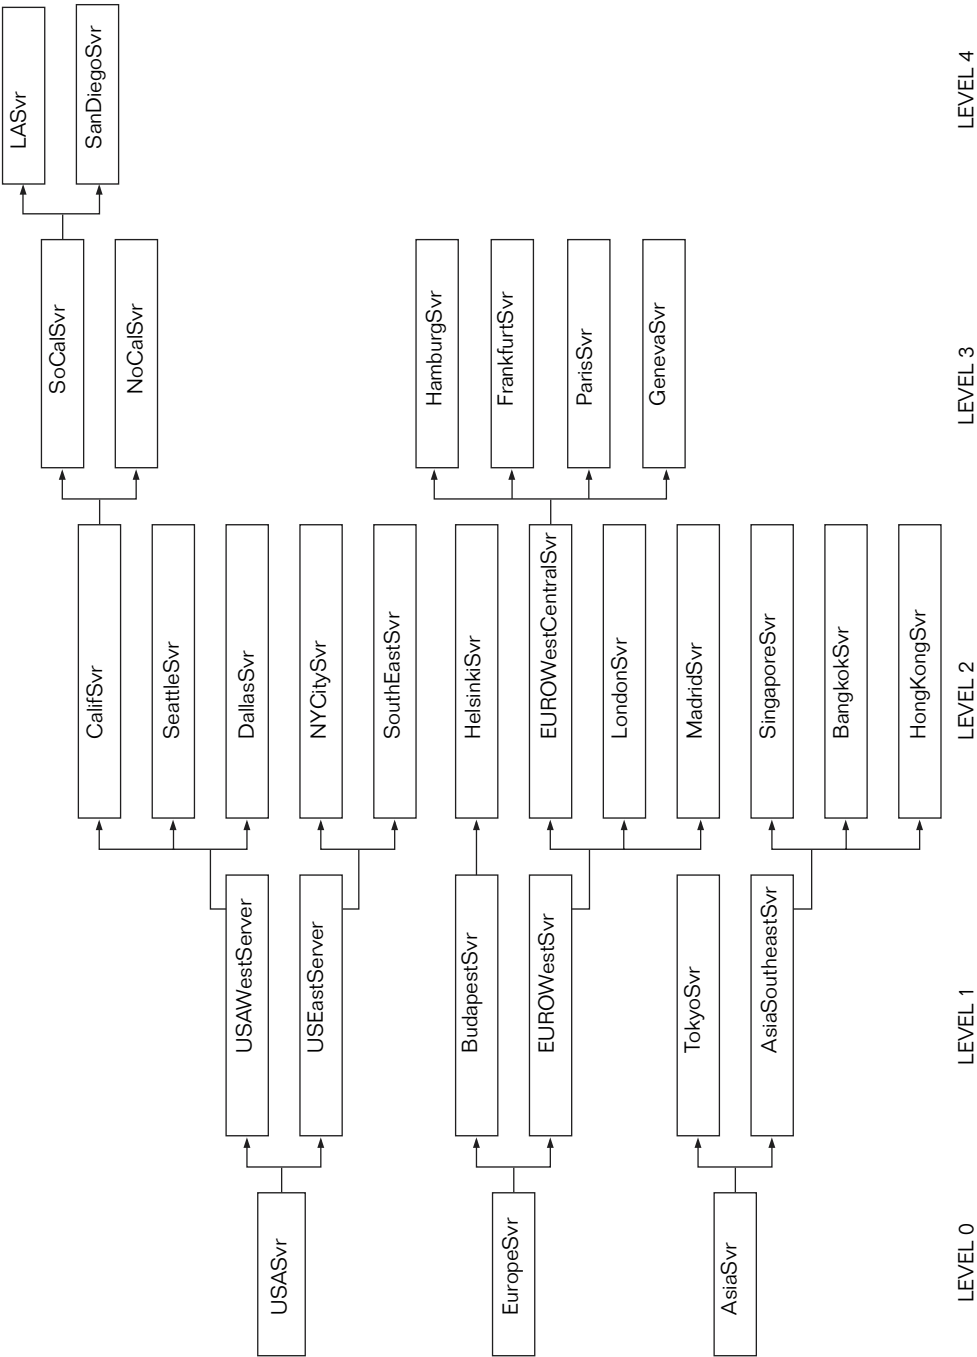 USASvr
EuropeSvr
AsiaSvr
LEVEL 0
USAWestServer
USEastServer
BudapestSvr
EUROWestSvr
TokyoSvr
AsiaSoutheastSvr
LEVEL 1
CalifSvr
SeattleSvr
DallasSvr
NYCitySvr
SouthEastSvr
HelsinkiSvr
EUROWestCentralSvr
LondonSvr
MadridSvr
SingaporeSvr
BangkokSvr
HongKongSvr
LEVEL 2
SoCalSvr
NoCalSvr
HamburgSvr
FrankfurtSvr
ParisSvr
GenevaSvr
LEVEL 3
LASvr
SanDiegoSvr
LEVEL 4